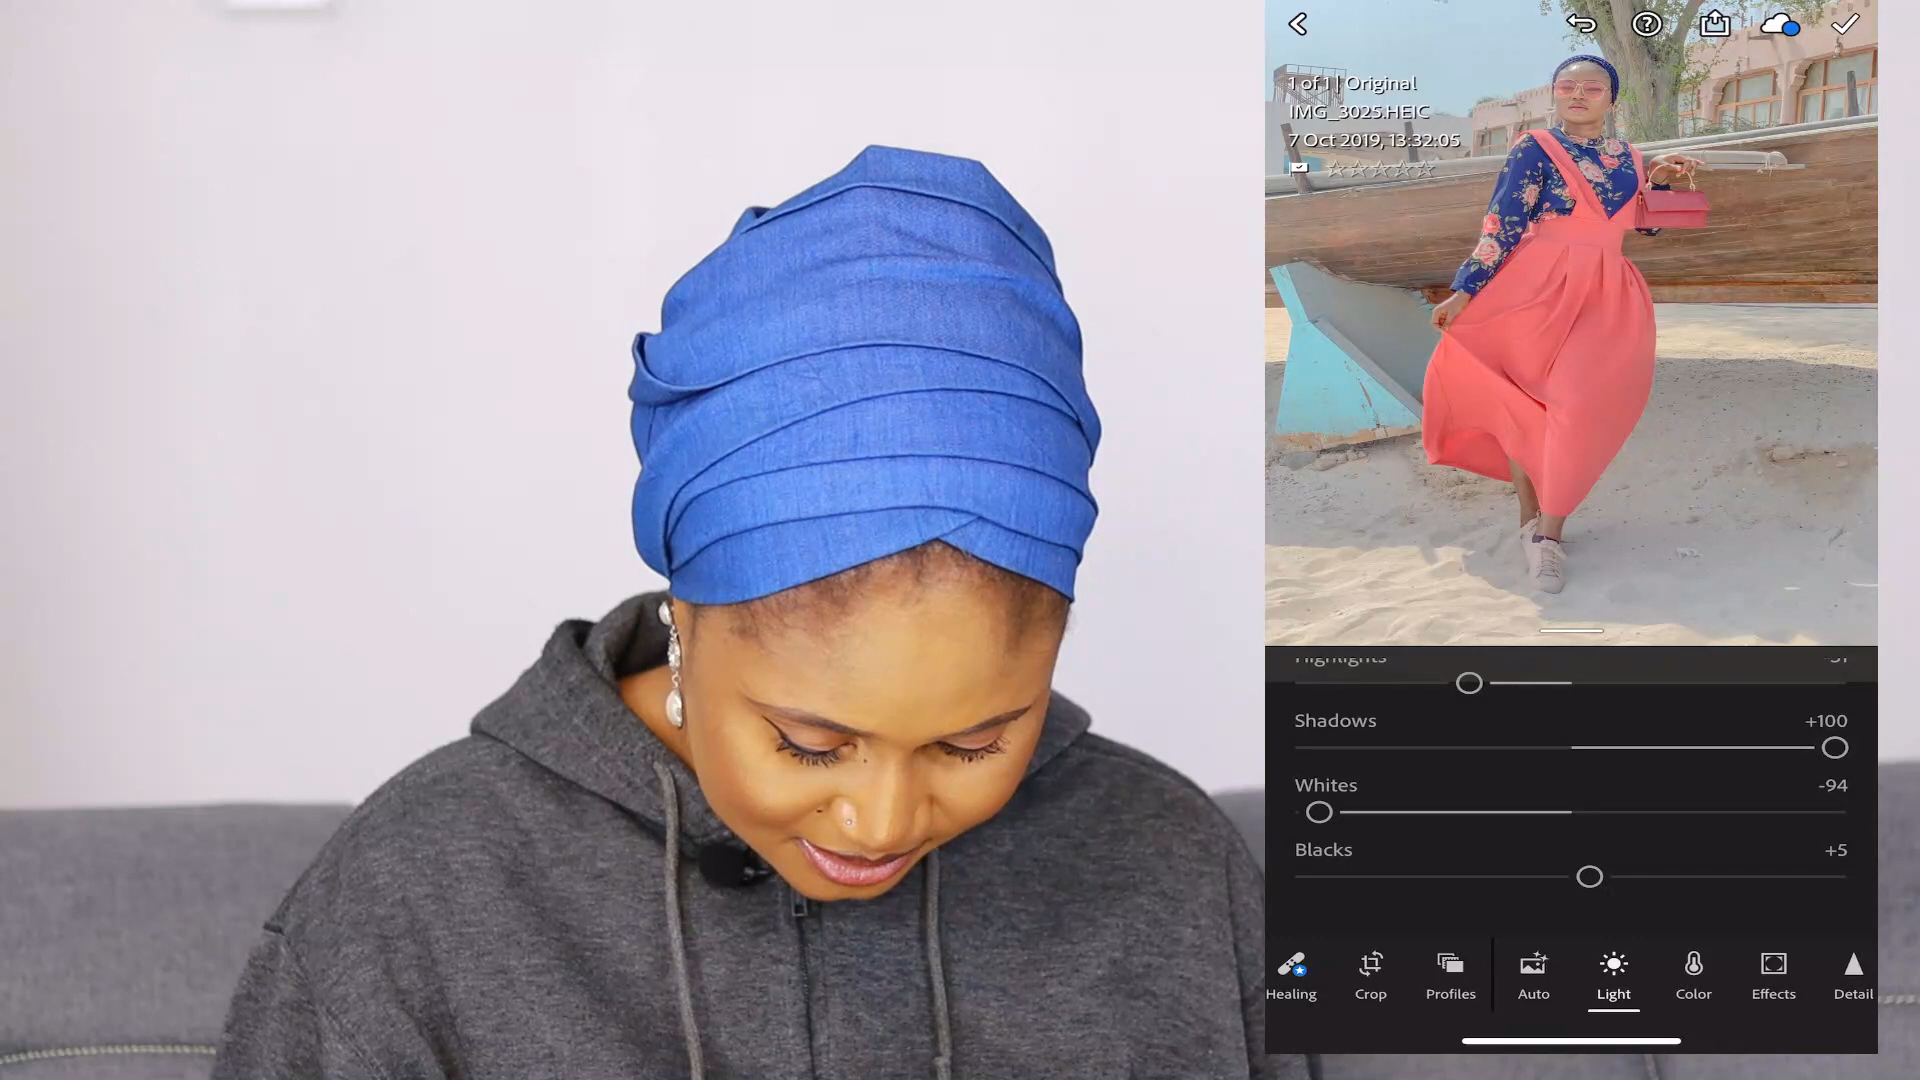 1 of 1 | Original
IMG_3025.HEIC
7 Oct 2019, 13:32:05
Highlights
Shadows +100
Whites -94
Blacks +5
Healing Crop Profiles Auto Light Color Effects Detail